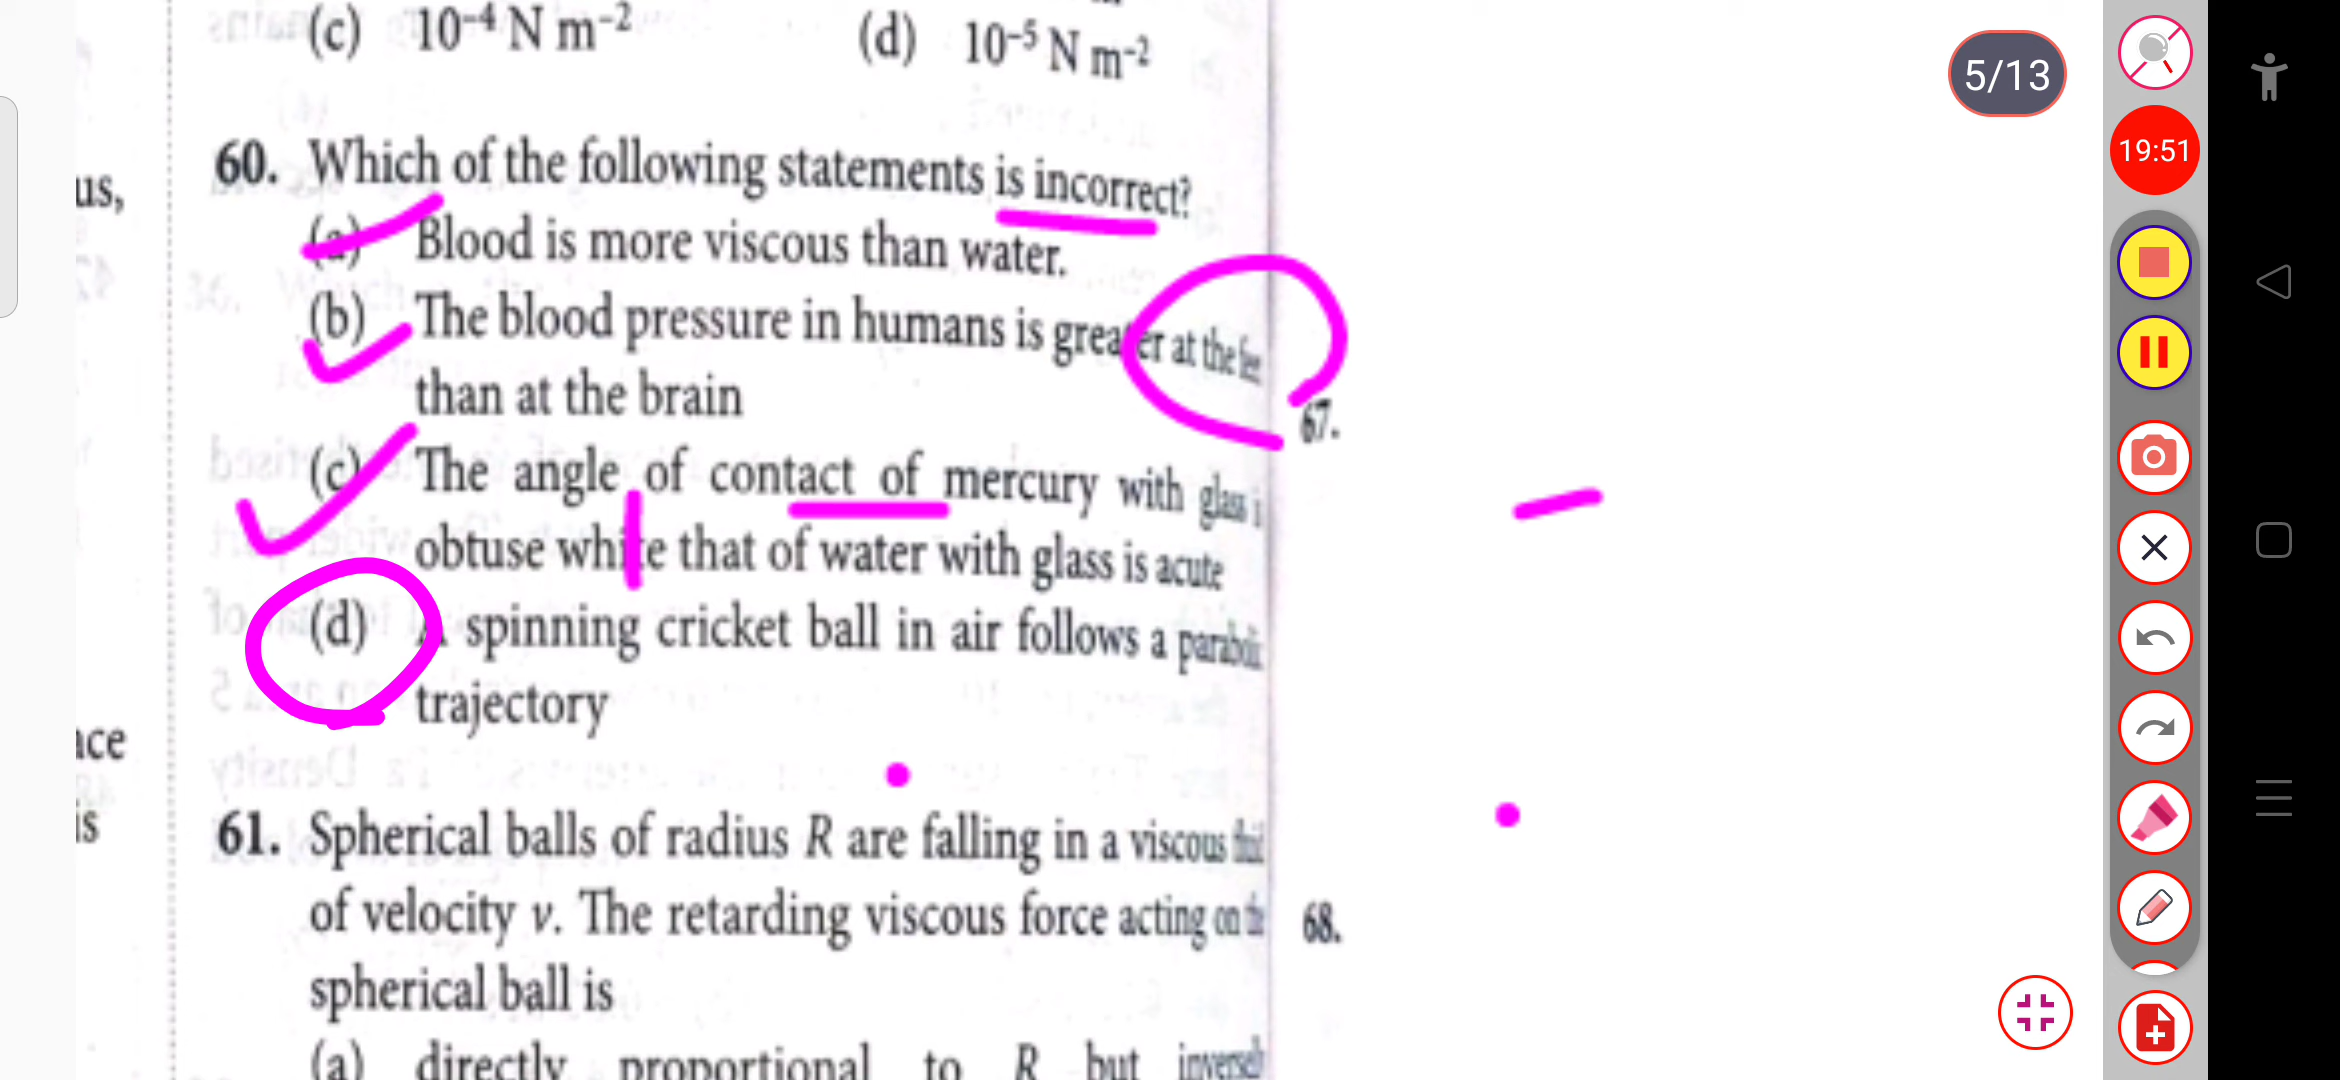 (c) 10⁻⁴ N m⁻² (d) 10⁻⁵ N m⁻²
5/13
19:51
us,
60. Which of the following statements is incorrect?
(a) Blood is more viscous than water.
(b) The blood pressure in humans is greater at the
than at the brain
67.
(c) The angle of contact of mercury with glass i
obtuse white that of water with glass is acute
(d) A spinning cricket ball in air follows a
trajectory
ace
is
61. Spherical balls of radius R are falling in a viscous
of velocity v. The retarding viscous force acting on
68.
spherical ball is
(a) directly proportional to R but